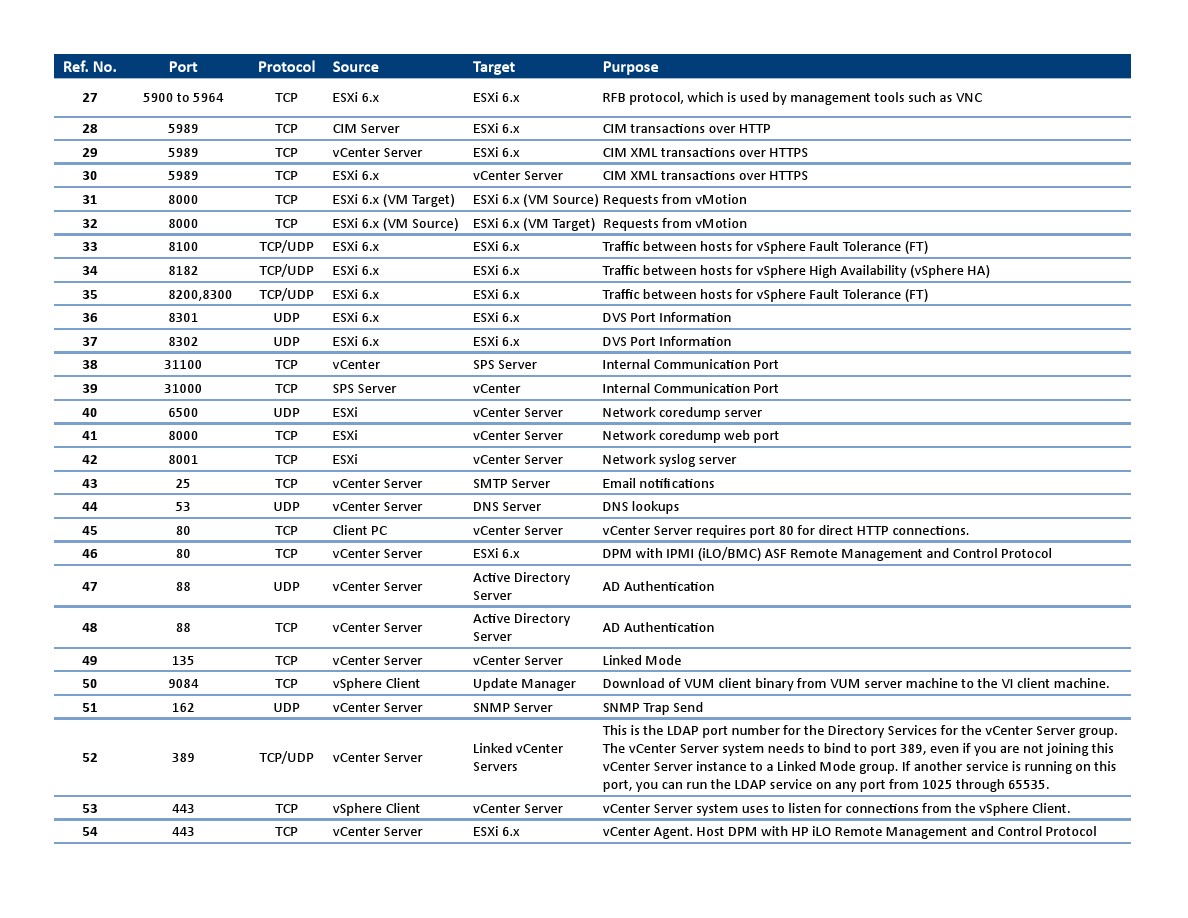 Ref. No. Port Protocol Source Target Purpose
27 5900 to 5964 TCP ESXi 6.x ESXi 6.x RFB protocol, which is used by management tools such as VNC
28 5989 TCP CIM Server ESXi 6.x CIM transactions over HTTP
29 5989 TCP vCenter Server ESXi 6.x CIM XML transactions over HTTPS
30 5989 TCP ESXi 6.x vCenter Server CIM XML transactions over HTTPS
31 8000 TCP ESXi 6.x (VM Target) ESXi 6.x (VM Source) Requests from vMotion
32 8000 TCP ESXi 6.x (VM Source) ESXi 6.x (VM Target) Requests from vMotion
33 8100 TCP/UDP ESXi 6.x ESXi 6.x Traffic between hosts for vSphere Fault Tolerance (FT)
34 8182 TCP/UDP ESXi 6.x ESXi 6.x Traffic between hosts for vSphere High Availability (vSphere HA)
35 8200,8300 TCP/UDP ESXi 6.x ESXi 6.x Traffic between hosts for vSphere Fault Tolerance (FT)
36 8301 UDP ESXi 6.x ESXi 6.x DVS Port Information
37 8302 UDP ESXi 6.x ESXi 6.x DVS Port Information
38 31100 TCP vCenter SPS Server Internal Communication Port
39 31000 TCP SPS Server vCenter Internal Communication Port
40 6500 UDP ESXi vCenter Server Network coredump server
41 8000 TCP ESXi vCenter Server Network coredump web port
42 8001 TCP ESXi vCenter Server Network syslog server
43 25 TCP vCenter Server SMTP Server Email notifications
44 53 UDP vCenter Server DNS Server DNS lookups
45 80 TCP Client PC vCenter Server vCenter Server requires port 80 for direct HTTP connections.
46 80 TCP vCenter Server ESXi 6.x DPM with IPMI (iLO/BMC) ASF Remote Management and Control Protocol
47 88 UDP vCenter Server Active Directory
Server AD Authentication
48 88 TCP vCenter Server Active Directory
Server AD Authentication
49 135 TCP vCenter Server vCenter Server Linked Mode
50 9084 TCP vSphere Client Update Manager Download of VUM client binary from VUM server machine to the VI client machine.
51 162 UDP vCenter Server SNMP Server SNMP Trap Send
52 389 TCP/UDP vCenter Server Linked vCenter
Servers
This is the LDAP port number for the Directory Services for the vCenter Server group.
The vCenter Server system needs to bind to port 389, even if you are not joining this
vCenter Server instance to a Linked Mode group. If another service is running on this
port, you can run the LDAP service on any port from 1025 through 65535.
53 443 TCP vSphere Client vCenter Server vCenter Server system uses to listen for connections from the vSphere Client.
54 443 TCP vCenter Server ESXi 6.x vCenter Agent. Host DPM with HP iLO Remote Management and Control Protocol